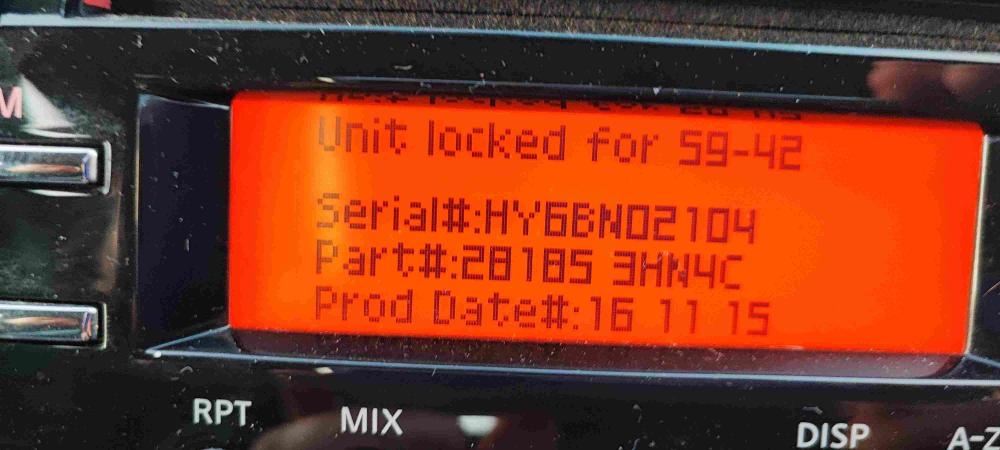 M
Unit locked for 59-42
Serial#:HY6BN02104
Part#:28185 3HN4C
Prod Date#:16 11 15
RPT MIX DISP A-Z